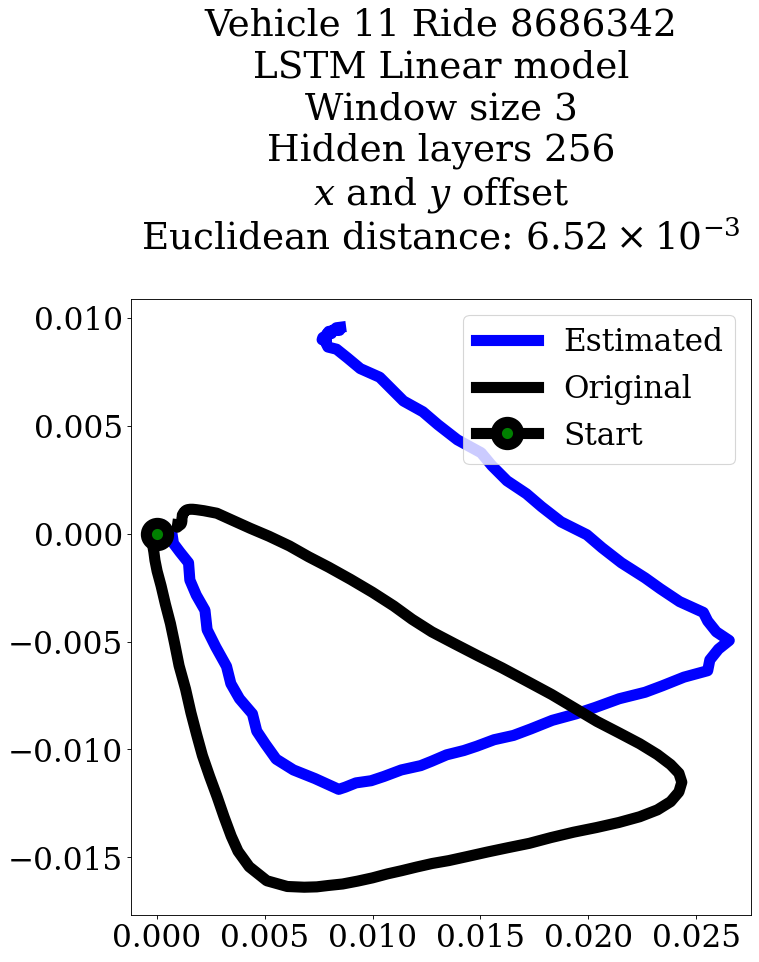 Vehicle 11 Ride 8686342
LSTM Linear model
Window size 3
Hidden layers 256
x and y offset
Euclidean distance: 6.52 × 10⁻³
0.010
0.005
0.000
−0.005
−0.010
−0.015
Estimated
Original
Start
0.000 0.005 0.010 0.015 0.020 0.025